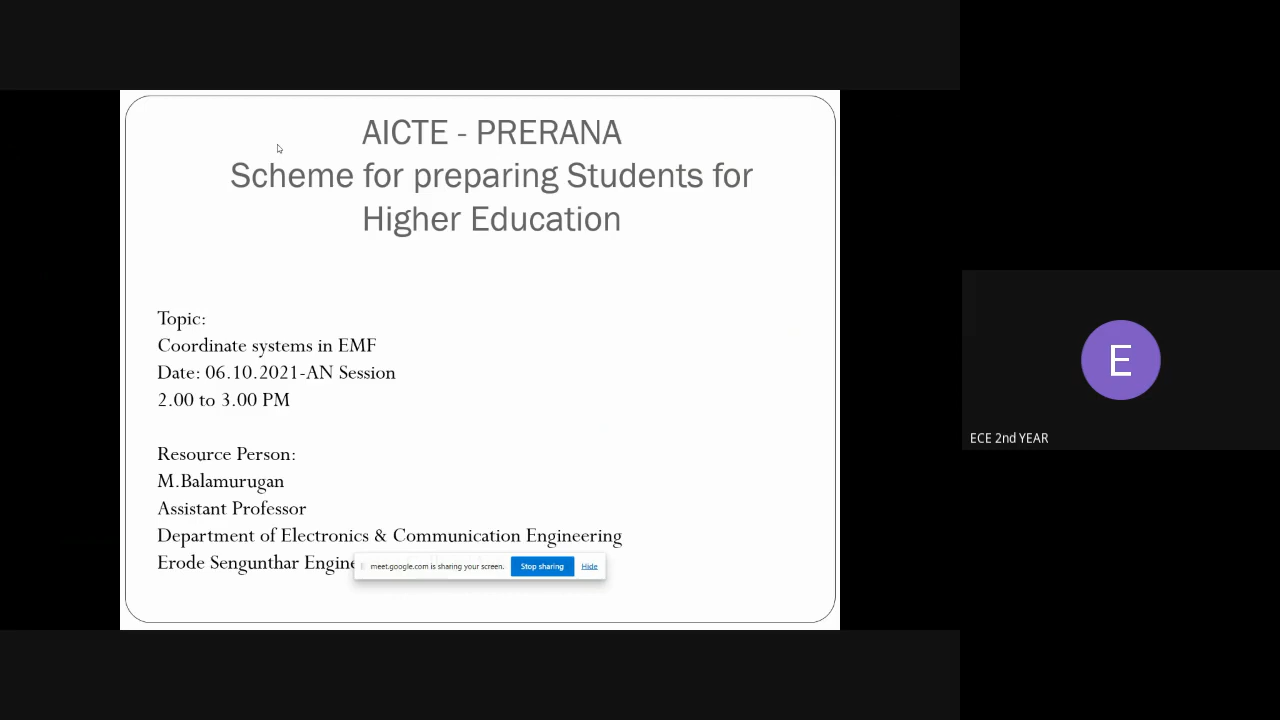 AICTE - PRERANA
Scheme for preparing Students for
Higher Education
Topic:
Coordinate systems in EMF
Date: 06.10.2021-AN Session
2.00 to 3.00 PM
Resource Person:
M.Balamurugan
Assistant Professor
Department of Electronics & Communication Engineering
Erode Sengunthar
meet.google.com is sharing your screen.
Stop sharing
Hide
E
ECE 2nd YEAR